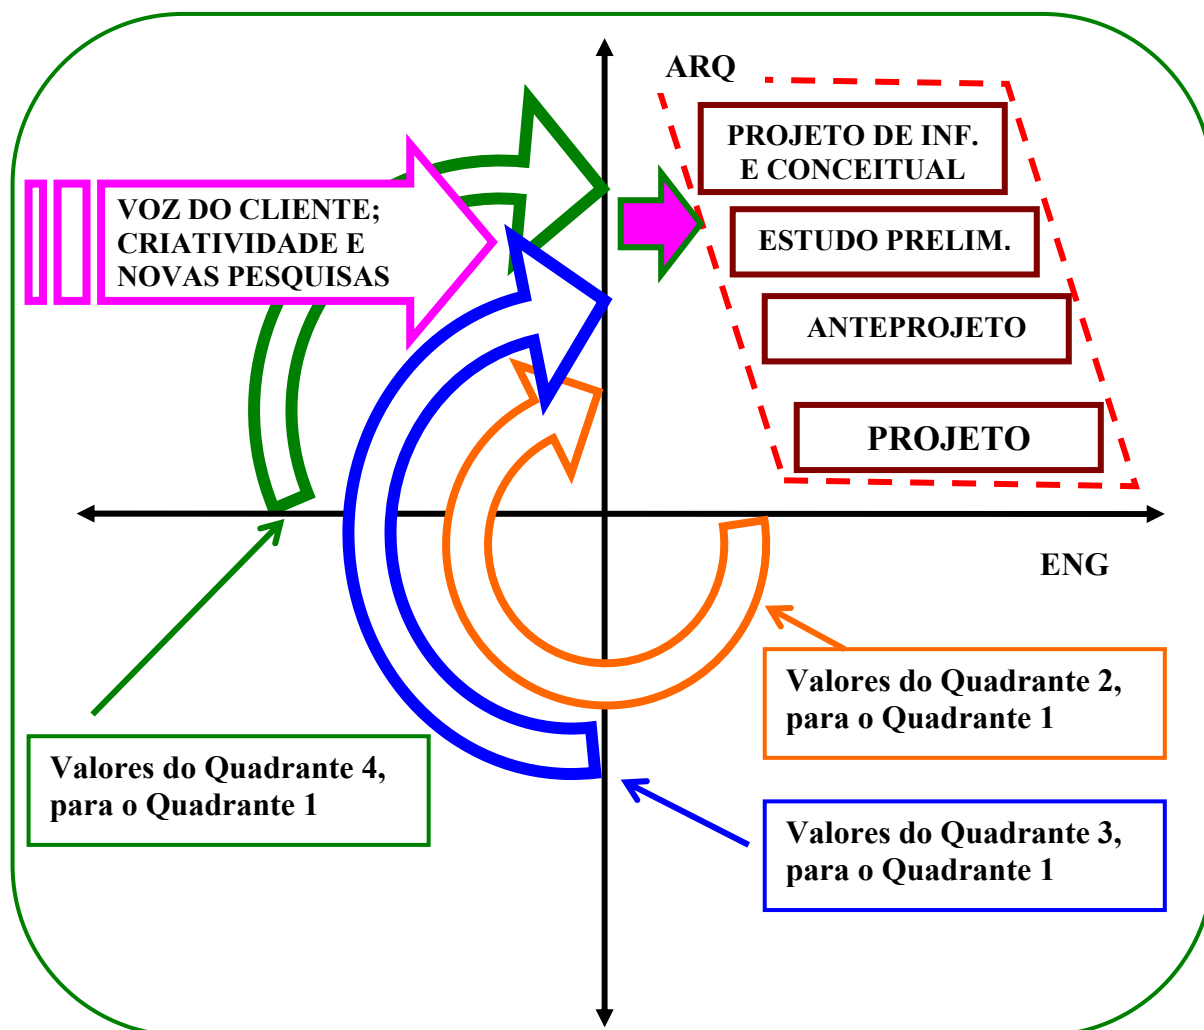 ARQ
PROJETO DE INF.
E CONCEITUAL
VOZ DO CLIENTE;
CRIATIVIDADE E
NOVAS PESQUISAS
ESTUDO PRELIM.
ANTEPROJETO
PROJETO
ENG
Valores do Quadrante 2,
para o Quadrante 1
Valores do Quadrante 4,
para o Quadrante 1
Valores do Quadrante 3,
para o Quadrante 1